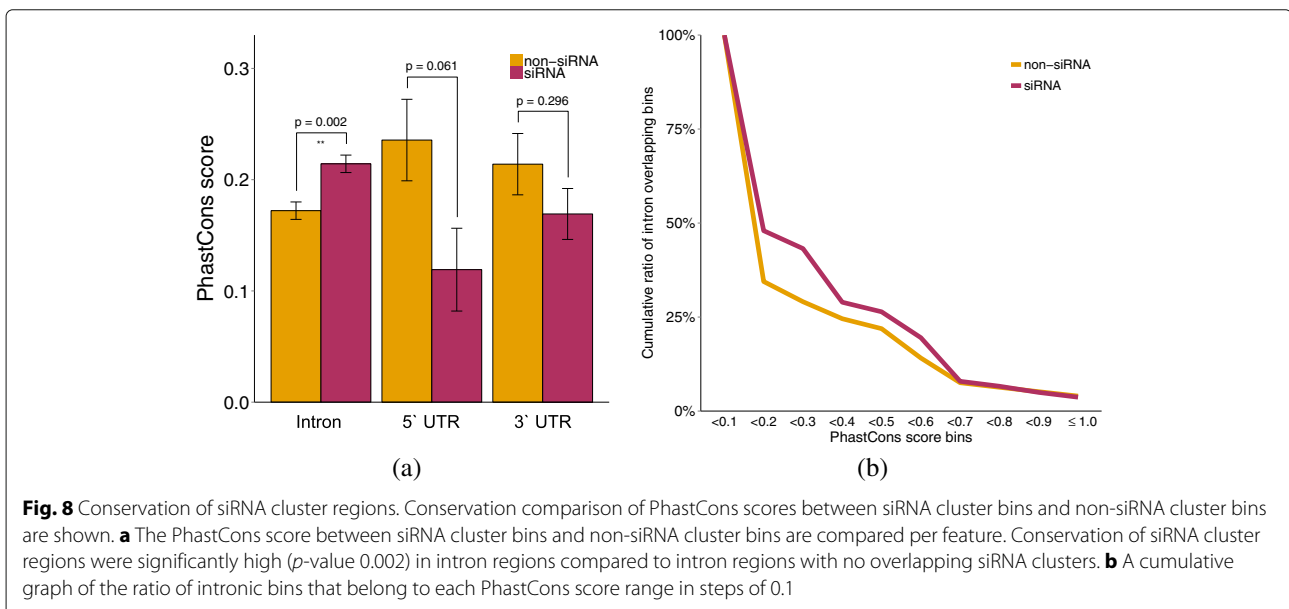 0.3
0.2
0.1
0.0
PhastCons score
non−siRNA
siRNA
p = 0.002
**
p = 0.061
p = 0.296
Intron
5` UTR
3` UTR
(a)
100%
75%
50%
25%
0%
Cumulative ratio of intron overlapping bins
non−siRNA
siRNA
<0.1 <0.2 <0.3 <0.4 <0.5 <0.6 <0.7 <0.8 <0.9 ≤ 1.0
PhastCons score bins
(b)
Fig. 8 Conservation of siRNA cluster regions. Conservation comparison of PhastCons scores between siRNA cluster bins and non-siRNA cluster bins
are shown. a The PhastCons score between siRNA cluster bins and non-siRNA cluster bins are compared per feature. Conservation of siRNA cluster
regions were significantly high (p-value 0.002) in intron regions compared to intron regions with no overlapping siRNA clusters. b A cumulative
graph of the ratio of intronic bins that belong to each PhastCons score range in steps of 0.1